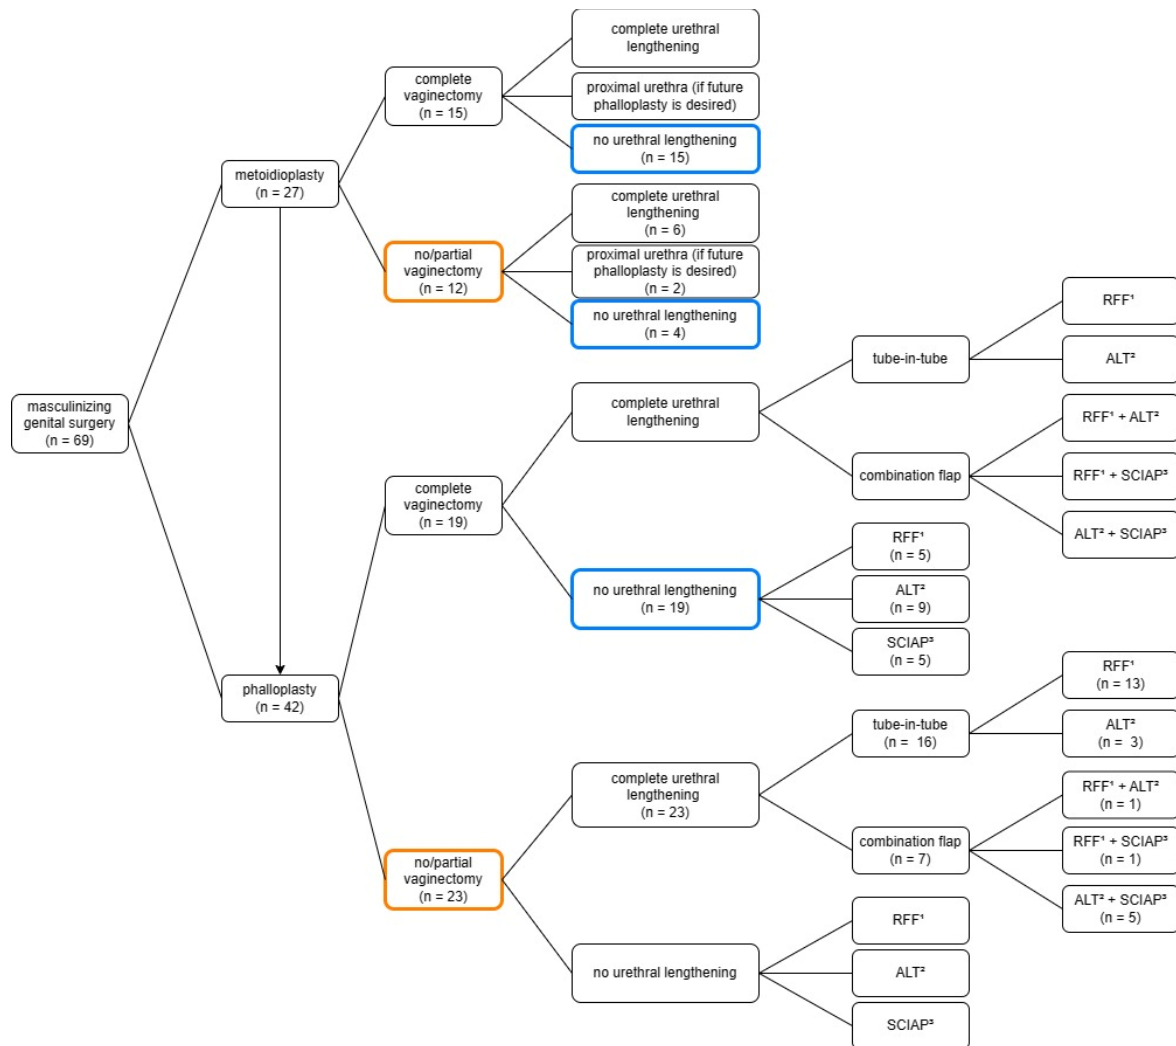 complete urethral
lengthening
proximal urethra (if future
phalloplasty is desired)
no urethral lengthening
(n = 15)
complete
vaginectomy
(n = 15)
metoidioplasty
(n = 27)
complete urethral
lengthening
(n = 6)
proximal urethra (if future
phalloplasty is desired)
(n = 2)
no urethral lengthening
(n = 4)
no/partial
vaginectomy
(n = 12)
masculinizing
genital surgery
(n = 69)
complete urethral
lengthening
tube-in-tube
RFF¹
ALT²
combination flap
RFF¹ + ALT²
RFF¹ + SCIAP³
ALT² + SCIAP³
complete
vaginectomy
(n = 19)
no urethral lengthening
(n = 19)
RFF¹
(n = 5)
ALT²
(n = 9)
SCIAP³
(n = 5)
phalloplasty
(n = 42)
complete urethral
lengthening
(n = 23)
tube-in-tube
(n =  16)
RFF¹
(n = 13)
ALT²
(n =  3)
combination flap
(n = 7)
RFF¹ + ALT²
(n = 1)
RFF¹ + SCIAP³
(n = 1)
ALT² + SCIAP³
(n = 5)
no/partial
vaginectomy
(n = 23)
no urethral lengthening
RFF¹
ALT²
SCIAP³